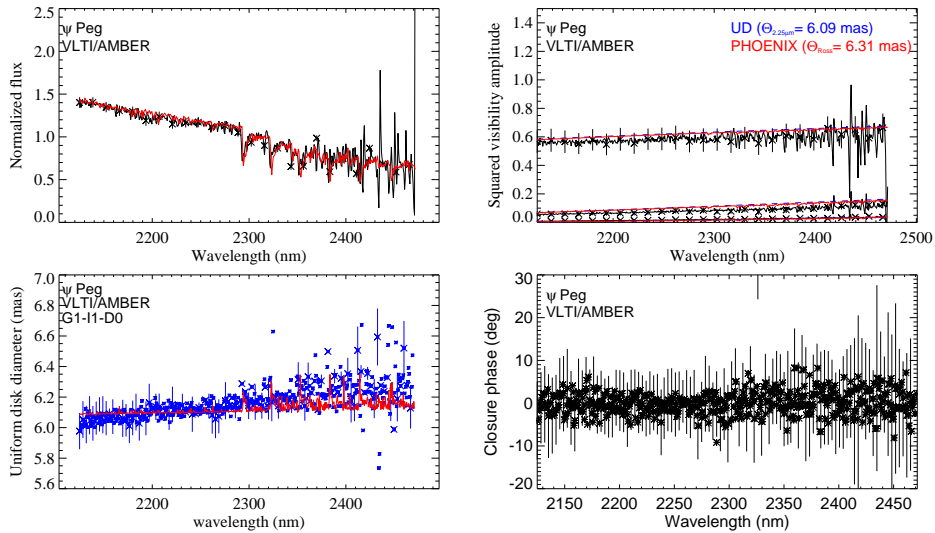 ψ Peg
VLTI/AMBER
Normalized flux
2.5
2.0
1.5
1.0
0.5
0.0
2200
2300
2400
Wavelength (nm)
ψ Peg
VLTI/AMBER
UD (Θ2.25μm= 6.09 mas)
PHOENIX (ΘRoss= 6.31 mas)
Squared visibility amplitude
1.4
1.2
1.0
0.8
0.6
0.4
0.2
0.0
2200
2300
2400
2500
Wavelength (nm)
ψ Peg
VLTI/AMBER
G1-I1-D0
Uniform disk diameter (mas)
7.0
6.8
6.6
6.4
6.2
6.0
5.8
5.6
2200
2300
2400
wavelength (nm)
ψ Peg
VLTI/AMBER
Closure phase (deg)
30
20
10
0
-10
-20
2150
2200
2250
2300
2350
2400
2450
Wavelength (nm)